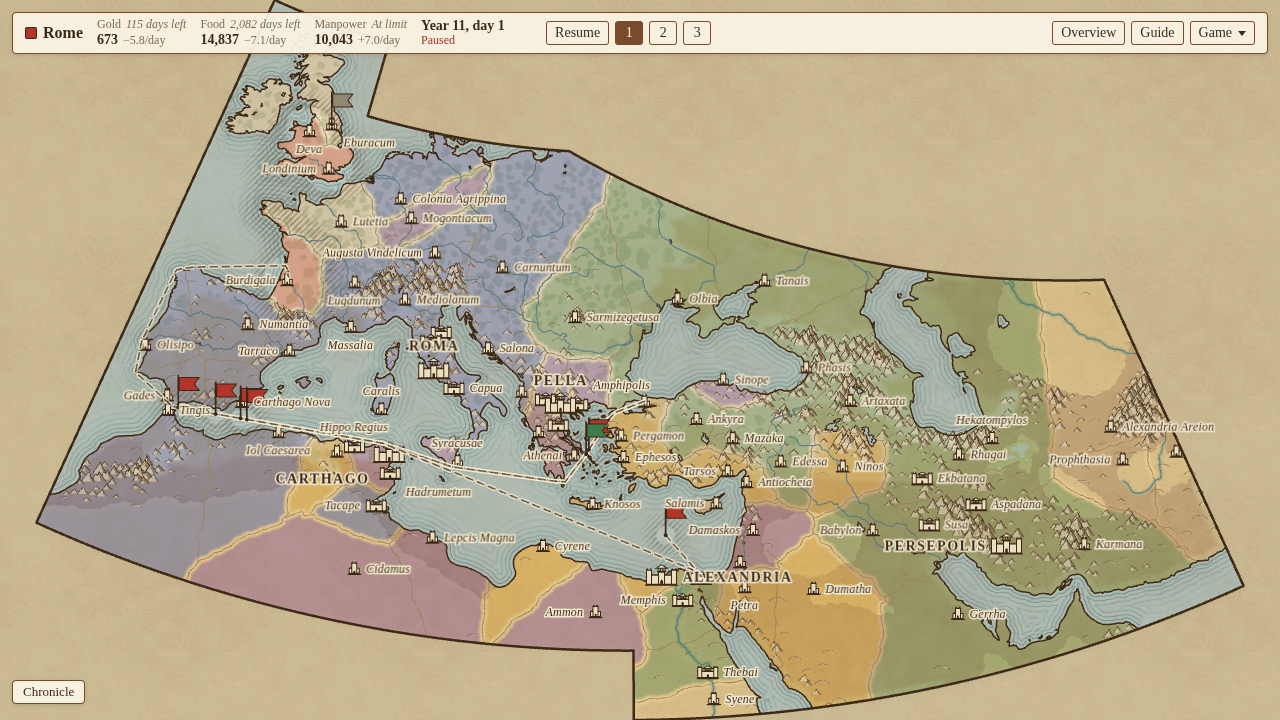 Rome
Gold 115 days left
673 −5.8/day
Food 2,082 days left
14,837 −7.1/day
Manpower At limit
10,043 +7.0/day
Year 11, day 1
Paused
Resume
1
2
3
Overview
Guide
Game
Eburacum
Deva
Londinium
Colonia Agrippina
Lutetia
Mogontiacum
Augusta Vindelicum
Carnuntum
Burdigala
Tanais
Lugdunum
Mediolanum
Olbia
Numantia
Sarmizegetusa
Olisipo
Tarraco
Massalia
ROMA
Salona
Phasis
Gades
Caralis
Capua
PELLA
Amphipolis
Sinope
Tingis
Carthago Nova
Artaxata
Hippo Regius
Ankyra
Hekatompylos
Alexandria Areion
Iol Caesarea
Syracusae
Athenai
Pergamon
Mazaka
Rhagai
Ephesos
Tarsos
Edessa
Ninos
Prophthasia
CARTHAGO
Hadrumetum
Antiocheia
Ekbatana
Tacape
Knosos
Salamis
Aspadana
Lepcis Magna
Damaskos
Babylon
Susa
Cyrene
PERSEPOLIS
Karmana
Cidamus
ALEXANDRIA
Dumatha
Memphis
Petra
Ammon
Gerrha
Thebai
Syene
Chronicle